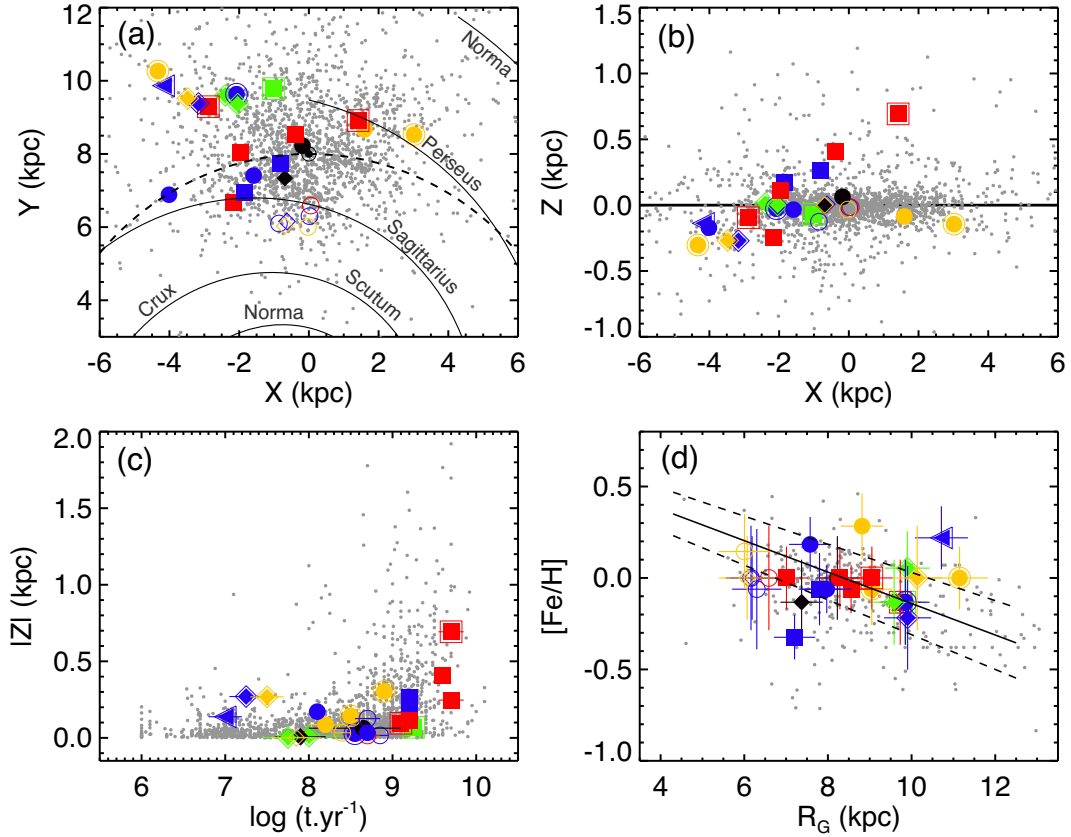 (a)
12
10
8
6
4
Y (kpc)
Norma
Perseus
Sagittarius
Scutum
Crux
Norma
-6 -4 -2 0 2 4 6
X (kpc)
(b)
1.0
0.5
0.0
-0.5
-1.0
Z (kpc)
-6 -4 -2 0 2 4 6
X (kpc)
(c)
2.0
1.5
1.0
0.5
0.0
|Z| (kpc)
6 7 8 9 10
log (t.yr⁻¹)
(d)
0.5
0.0
-0.5
-1.0
[Fe/H]
4 6 8 10 12
R_G (kpc)